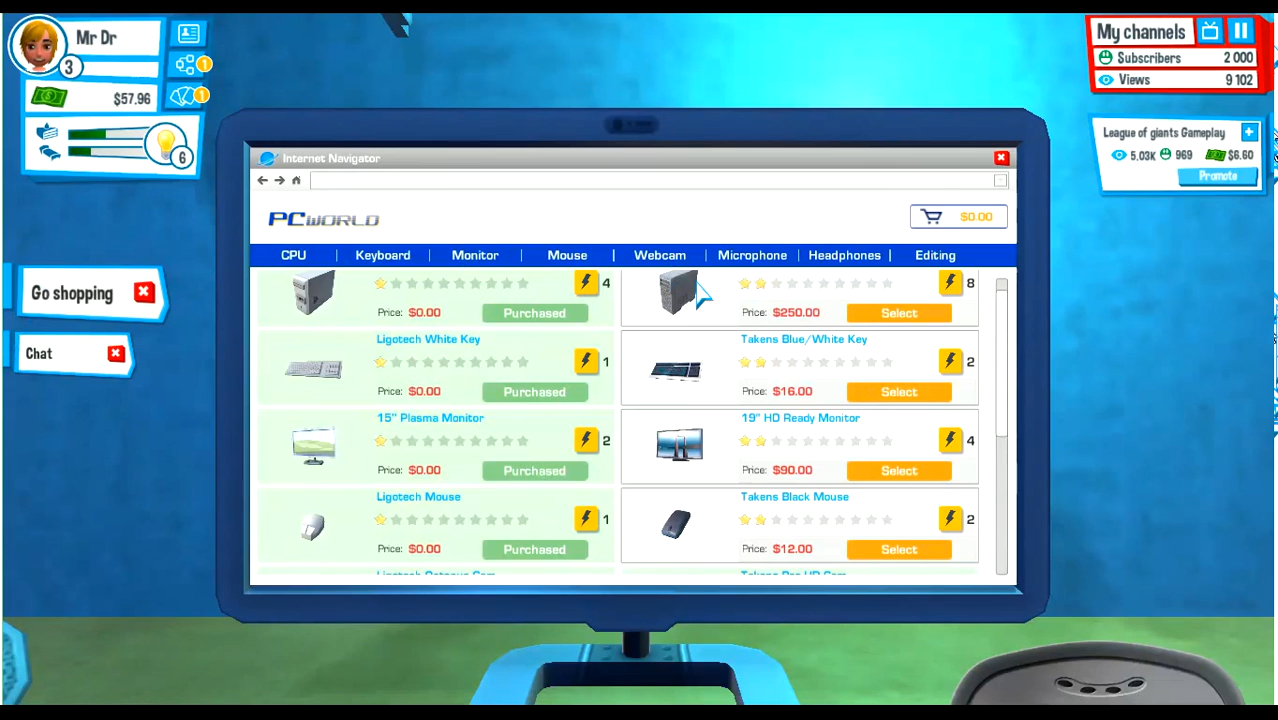 Mr Dr
3
1
$57.96
1
6
My channels
Subscribers 2 000
Views 9 102
League of giants Gameplay
5.03K 969 $6.60
Promote
Go shopping
Chat
Internet Navigator
PC WORLD
$0.00
CPU Keyboard Monitor Mouse Webcam Microphone Headphones Editing
4
Price: $0.00 Purchased
8
Price: $250.00 Select
Ligotech White Key
1
Price: $0.00 Purchased
Takens Blue/White Key
2
Price: $16.00 Select
15" Plasma Monitor
2
Price: $0.00 Purchased
19" HD Ready Monitor
4
Price: $90.00 Select
Ligotech Mouse
1
Price: $0.00 Purchased
Takens Black Mouse
2
Price: $12.00 Select